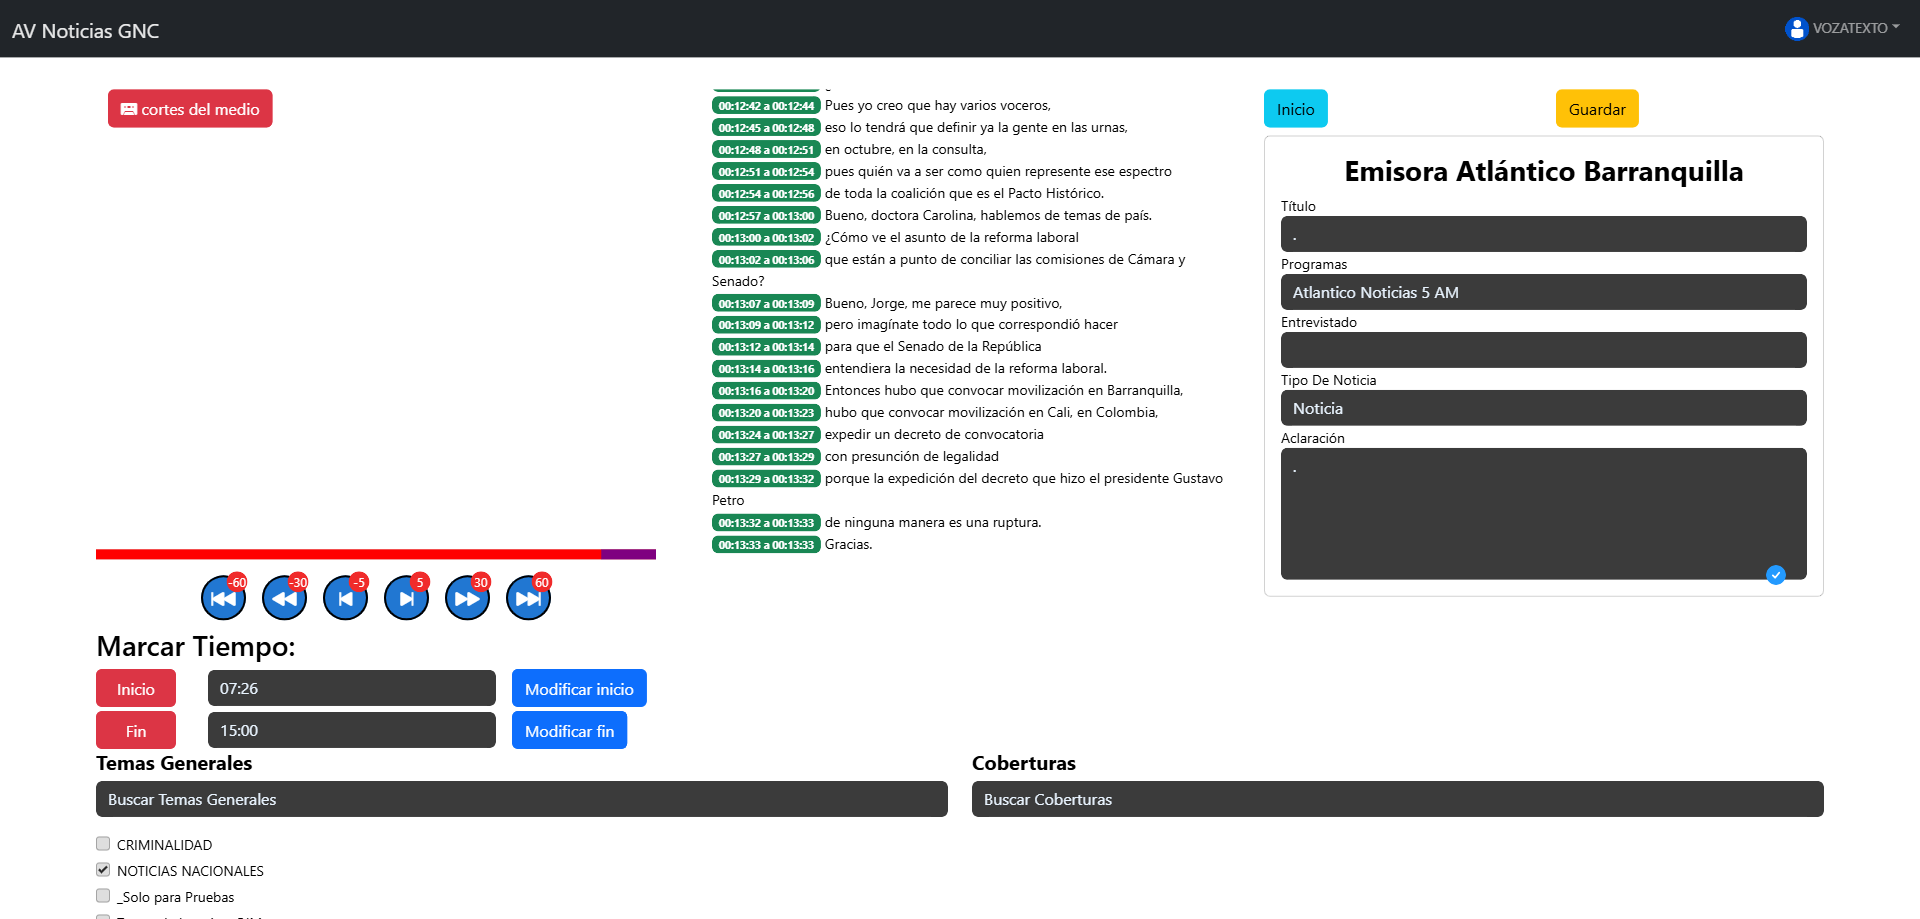 AV Noticias GNC
VOZATEXTO
cortes del medio
00:12:42 a 00:12:44 Pues yo creo que hay varios voceros,
00:12:45 a 00:12:48 eso lo tendrá que definir ya la gente en las urnas,
00:12:48 a 00:12:51 en octubre, en la consulta,
00:12:51 a 00:12:54 pues quién va a ser como quien represente ese espectro
00:12:54 a 00:12:56 de toda la coalición que es el Pacto Histórico.
00:12:57 a 00:13:00 Bueno, doctora Carolina, hablemos de temas de país.
00:13:00 a 00:13:02 ¿Cómo ve el asunto de la reforma laboral
00:13:02 a 00:13:06 que están a punto de conciliar las comisiones de Cámara y
Senado?
00:13:07 a 00:13:09 Bueno, Jorge, me parece muy positivo,
00:13:09 a 00:13:12 pero imagínate todo lo que correspondió hacer
00:13:12 a 00:13:14 para que el Senado de la República
00:13:14 a 00:13:16 entendiera la necesidad de la reforma laboral.
00:13:16 a 00:13:20 Entonces hubo que convocar movilización en Barranquilla,
00:13:20 a 00:13:23 hubo que convocar movilización en Cali, en Colombia,
00:13:24 a 00:13:27 expedir un decreto de convocatoria
00:13:27 a 00:13:29 con presunción de legalidad
00:13:29 a 00:13:32 porque la expedición del decreto que hizo el presidente Gustavo
Petro
00:13:32 a 00:13:33 de ninguna manera es una ruptura.
00:13:33 a 00:13:33 Gracias.
Inicio
Guardar
Emisora Atlántico Barranquilla
Título
.
Programas
Atlantico Noticias 5 AM
Entrevistado
Tipo De Noticia
Noticia
Aclaración
.
-60 -30 -5 5 30 60
Marcar Tiempo:
Inicio 07:26 Modificar inicio
Fin 15:00 Modificar fin
Temas Generales
Buscar Temas Generales
CRIMINALIDAD
NOTICIAS NACIONALES
_Solo para Pruebas
Coberturas
Buscar Coberturas